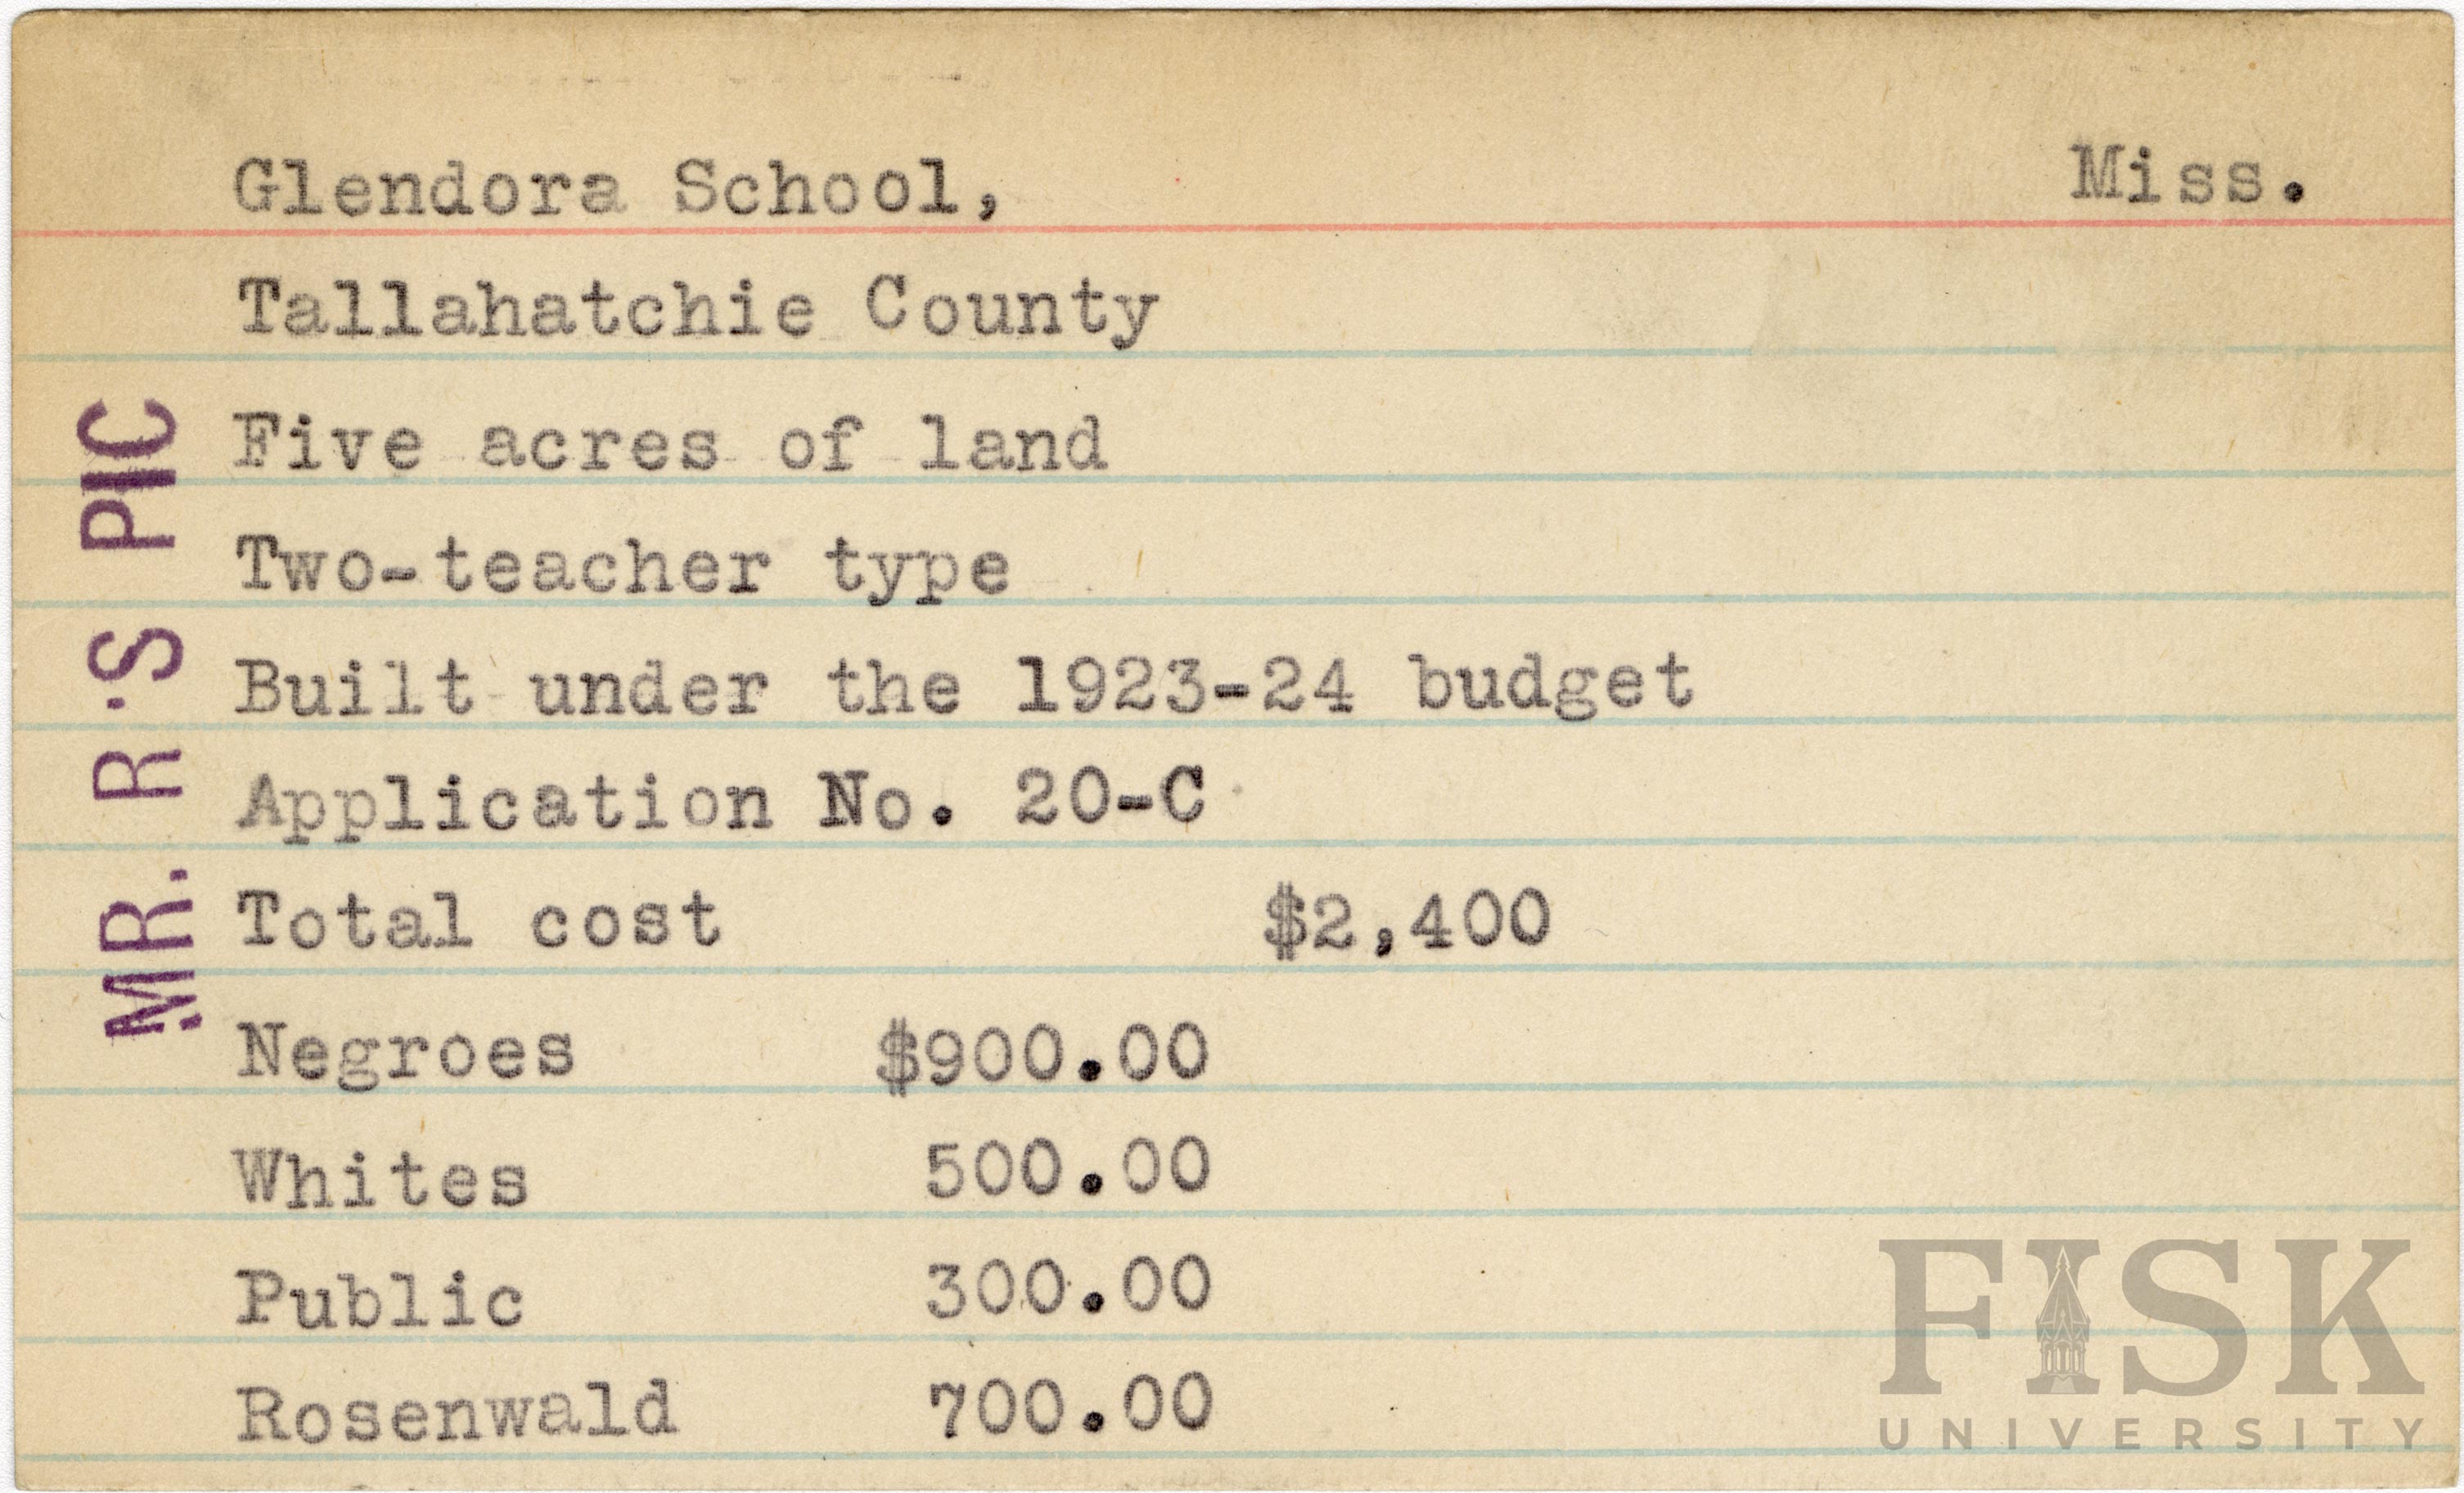 Glendora School, Miss.
Tallahatchie County
Five acres of land
Two-teacher type
Built under the 1923-24 budget
Application No. 20-C
Total cost $2,400
Negroes $900.00
Whites 500.00
Public 300.00
Rosenwald 700.00
MR. R'S PIC
FISK
UNIVERSITY